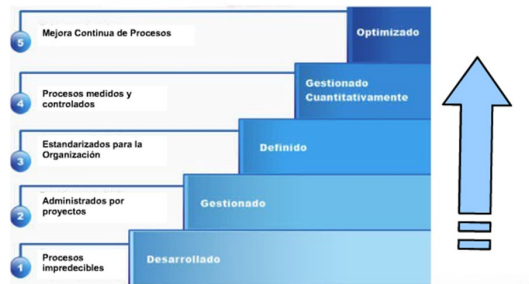 5
Mejora Continua de Procesos
Optimizado
4
Procesos medidos y
controlados
Gestionado
Cuantitativamente
3
Estandarizados para la
Organización
Definido
2
Administrados por
proyectos
Gestionado
1
Procesos
impredecibles
Desarrollado